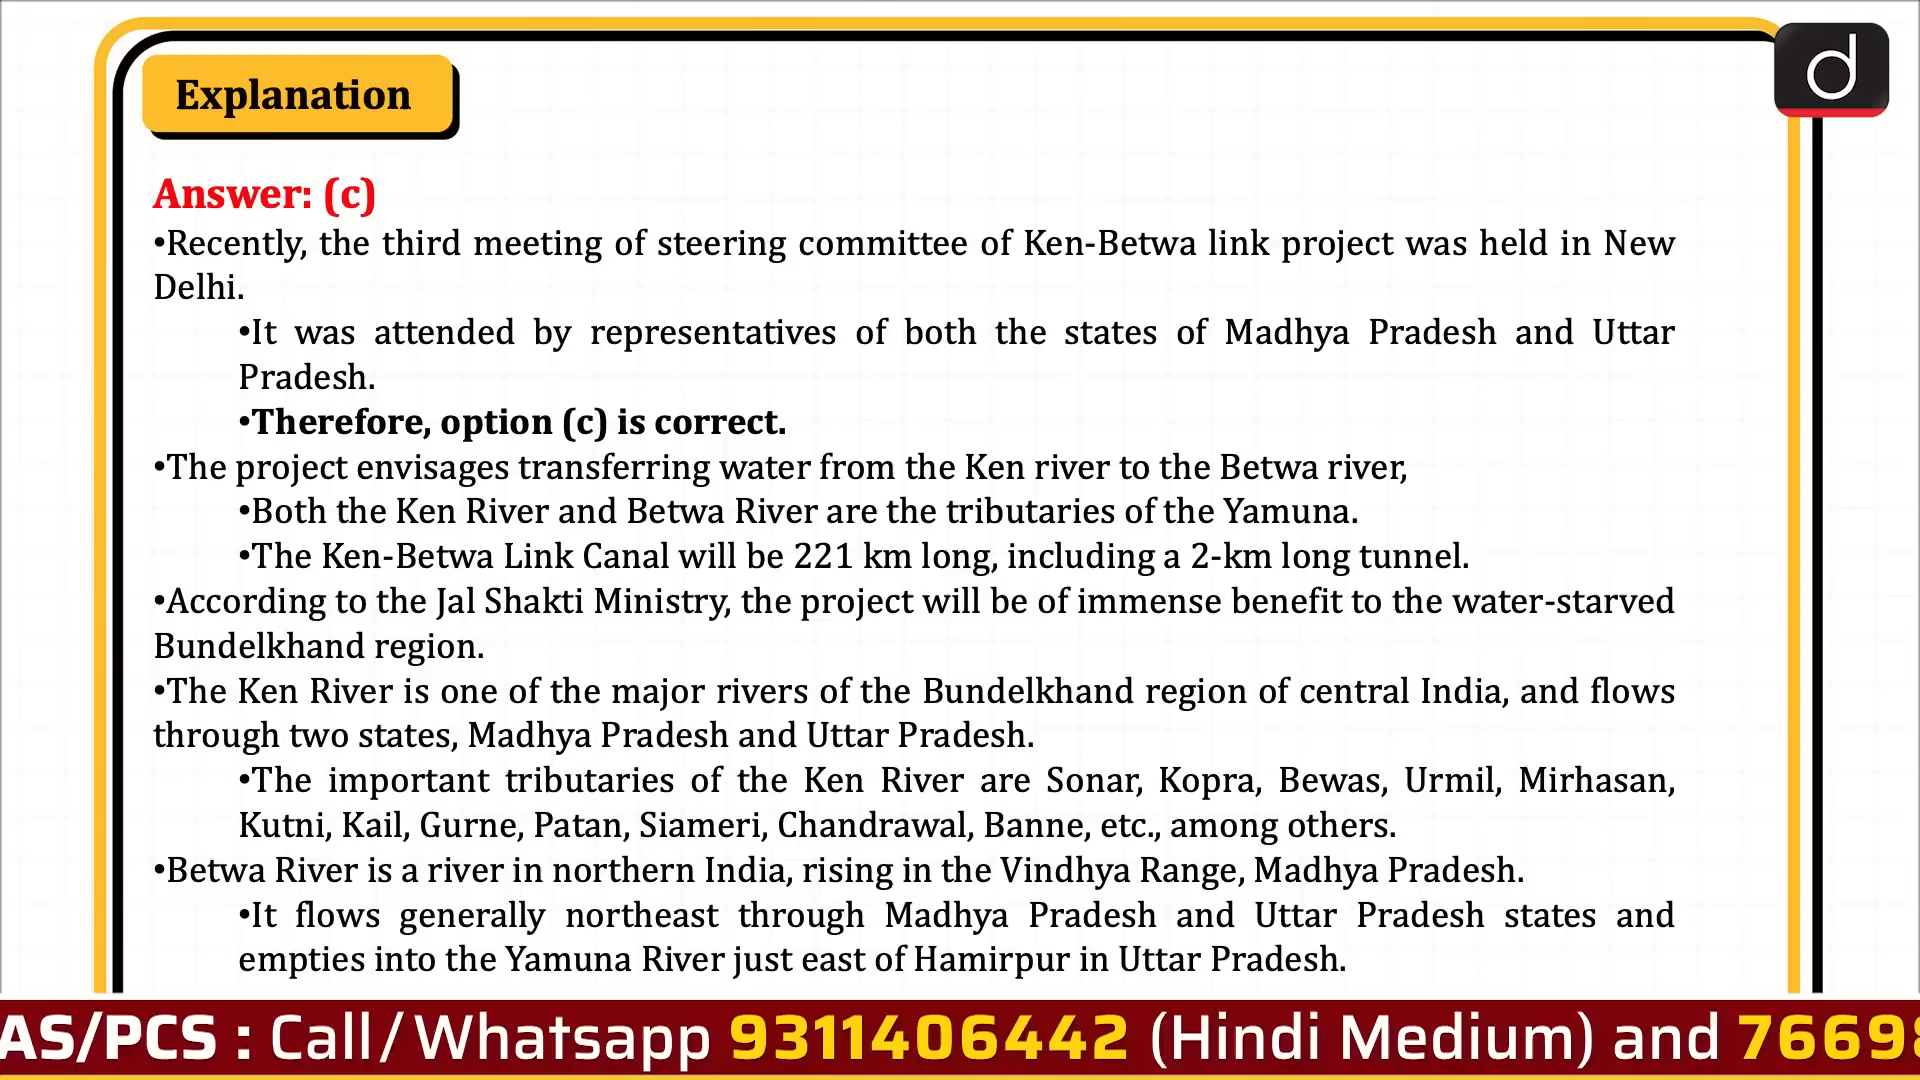 d
Explanation
Answer: (c)
•Recently, the third meeting of steering committee of Ken-Betwa link project was held in New
Delhi.
•It was attended by representatives of both the states of Madhya Pradesh and Uttar
Pradesh.
•Therefore, option (c) is correct.
•The project envisages transferring water from the Ken river to the Betwa river,
•Both the Ken River and Betwa River are the tributaries of the Yamuna.
•The Ken-Betwa Link Canal will be 221 km long, including a 2-km long tunnel.
•According to the Jal Shakti Ministry, the project will be of immense benefit to the water-starved
Bundelkhand region.
•The Ken River is one of the major rivers of the Bundelkhand region of central India, and flows
through two states, Madhya Pradesh and Uttar Pradesh.
•The important tributaries of the Ken River are Sonar, Kopra, Bewas, Urmil, Mirhasan,
Kutni, Kail, Gurne, Patan, Siameri, Chandrawal, Banne, etc., among others.
•Betwa River is a river in northern India, rising in the Vindhya Range, Madhya Pradesh.
•It flows generally northeast through Madhya Pradesh and Uttar Pradesh states and
empties into the Yamuna River just east of Hamirpur in Uttar Pradesh.
AS/PCS : Call/Whatsapp 9311406442 (Hindi Medium) and 76698